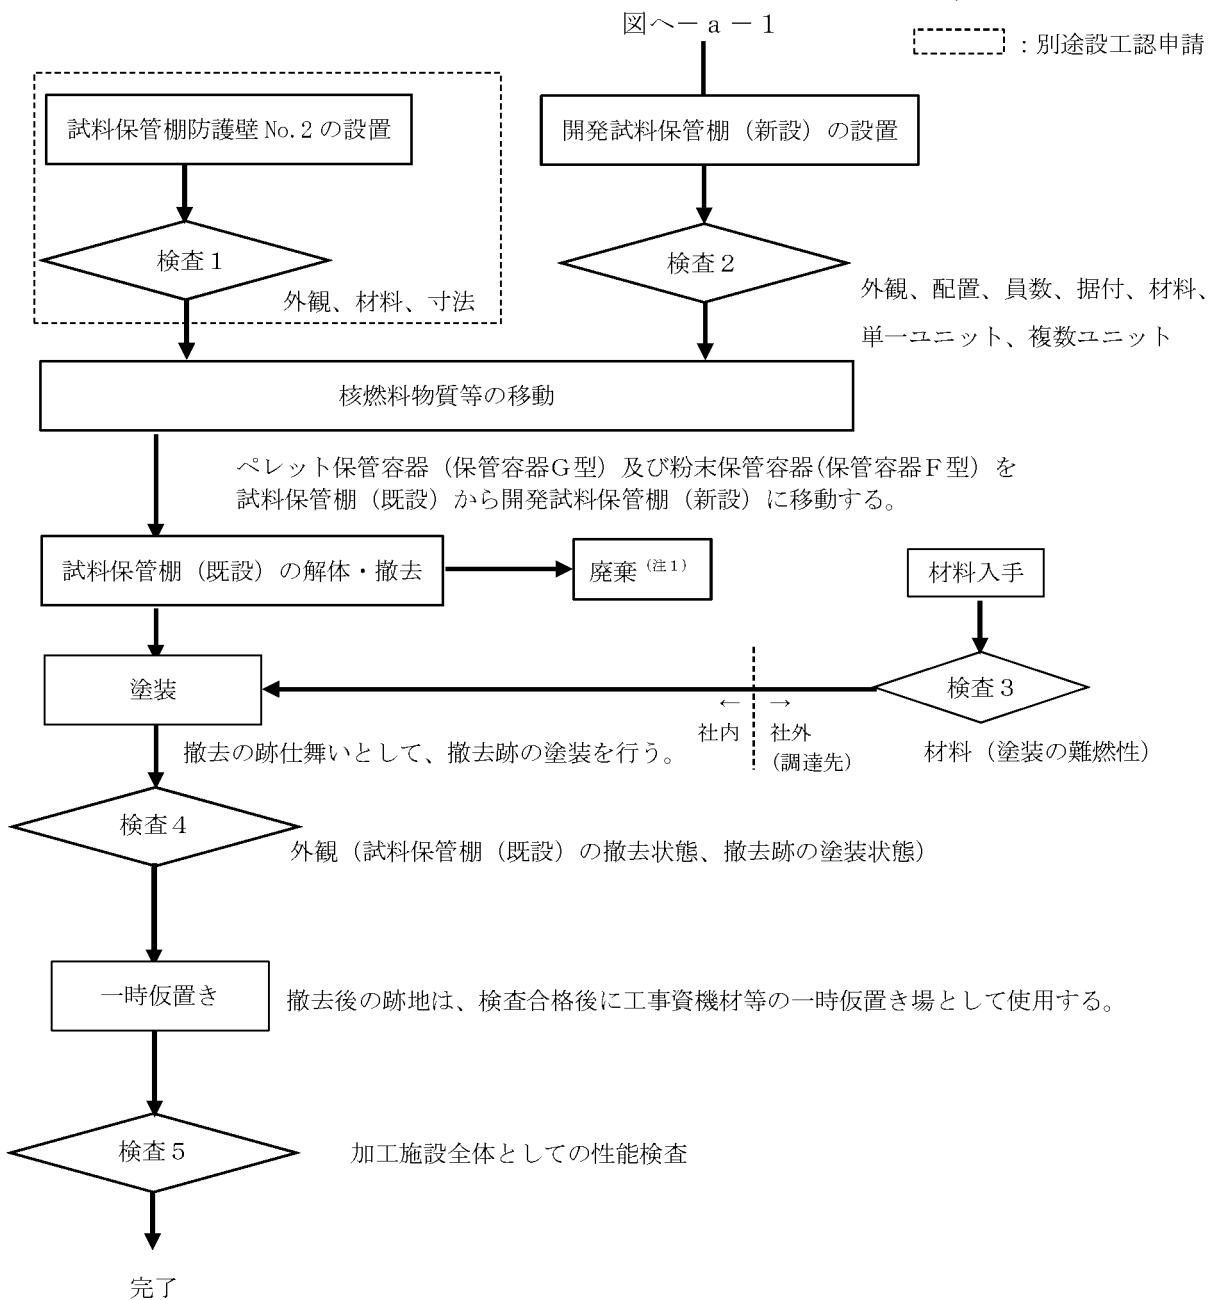 図へ－ａ－１
：別途設工認申請
試料保管棚防護壁 No.2 の設置
開発試料保管棚（新設）の設置
検査１
検査２
外観、材料、寸法
外観、配置、員数、据付、材料、
単一ユニット、複数ユニット
核燃料物質等の移動
ペレット保管容器（保管容器Ｇ型）及び粉末保管容器(保管容器Ｆ型）を
試料保管棚（既設）から開発試料保管棚（新設）に移動する。
試料保管棚（既設）の解体・撤去
廃棄（注１）
材料入手
塗装
検査３
← →
社内 社外
（調達先）
撤去の跡仕舞いとして、撤去跡の塗装を行う。
材料（塗装の難燃性）
検査４
外観（試料保管棚（既設）の撤去状態、撤去跡の塗装状態）
一時仮置き
撤去後の跡地は、検査合格後に工事資機材等の一時仮置き場として使用する。
検査５
加工施設全体としての性能検査
完了